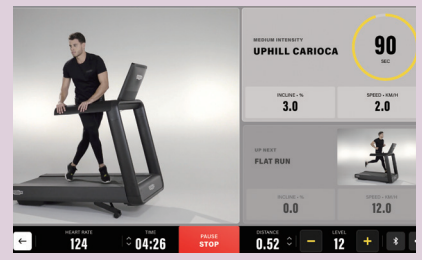 MEDIUM INTENSITY
UPHILL CARIOCA
90
SEC
INCLINE • %
3.0
SPEED • KM/H
2.0
UP NEXT
FLAT RUN
INCLINE • %
0.0
SPEED • KM/H
12.0
HEART RATE
124
TIME
04:26
PAUSE
STOP
DISTANCE
0.52
LEVEL
12